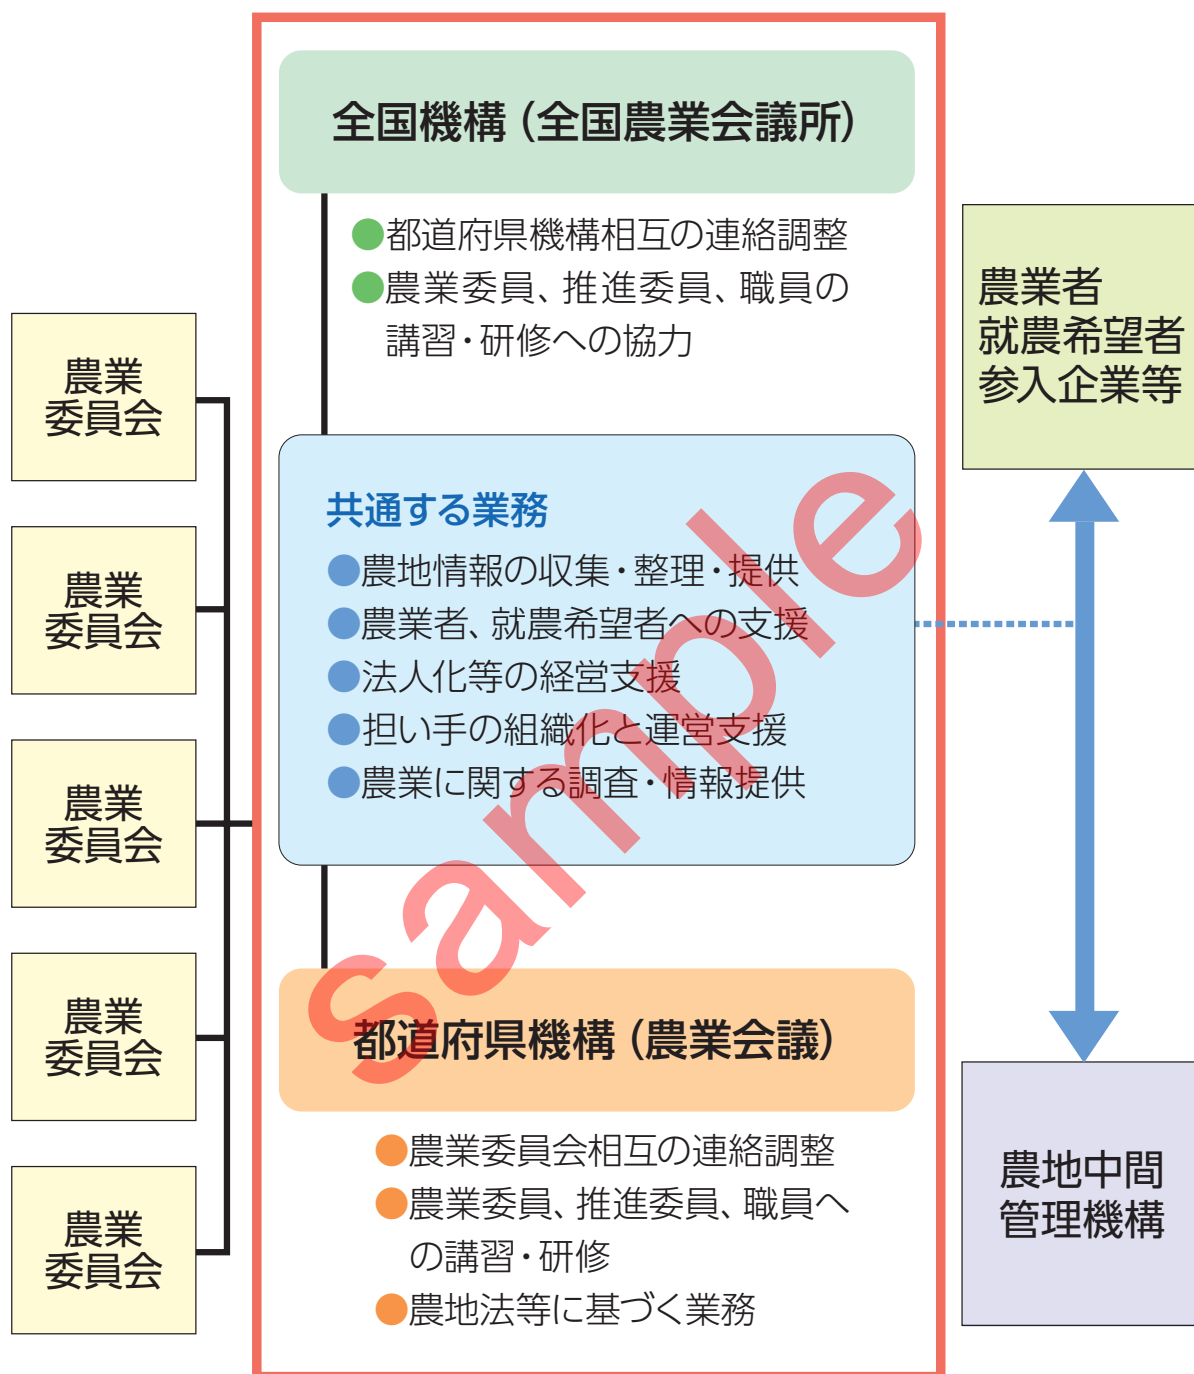 全国機構（全国農業会議所）
●都道府県機構相互の連絡調整
●農業委員、推進委員、職員の
講習・研修への協力
農業
委員会
農業
委員会
農業
委員会
農業
委員会
農業
委員会
共通する業務
●農地情報の収集・整理・提供
●農業者、就農希望者への支援
●法人化等の経営支援
●担い手の組織化と運営支援
●農業に関する調査・情報提供
都道府県機構（農業会議）
●農業委員会相互の連絡調整
●農業委員、推進委員、職員へ
の講習・研修
●農地法等に基づく業務
農業者
就農希望者
参入企業等
農地中間
管理機構
sample